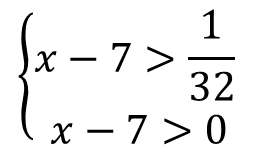 {x − 7 > 1/32
x − 7 > 0